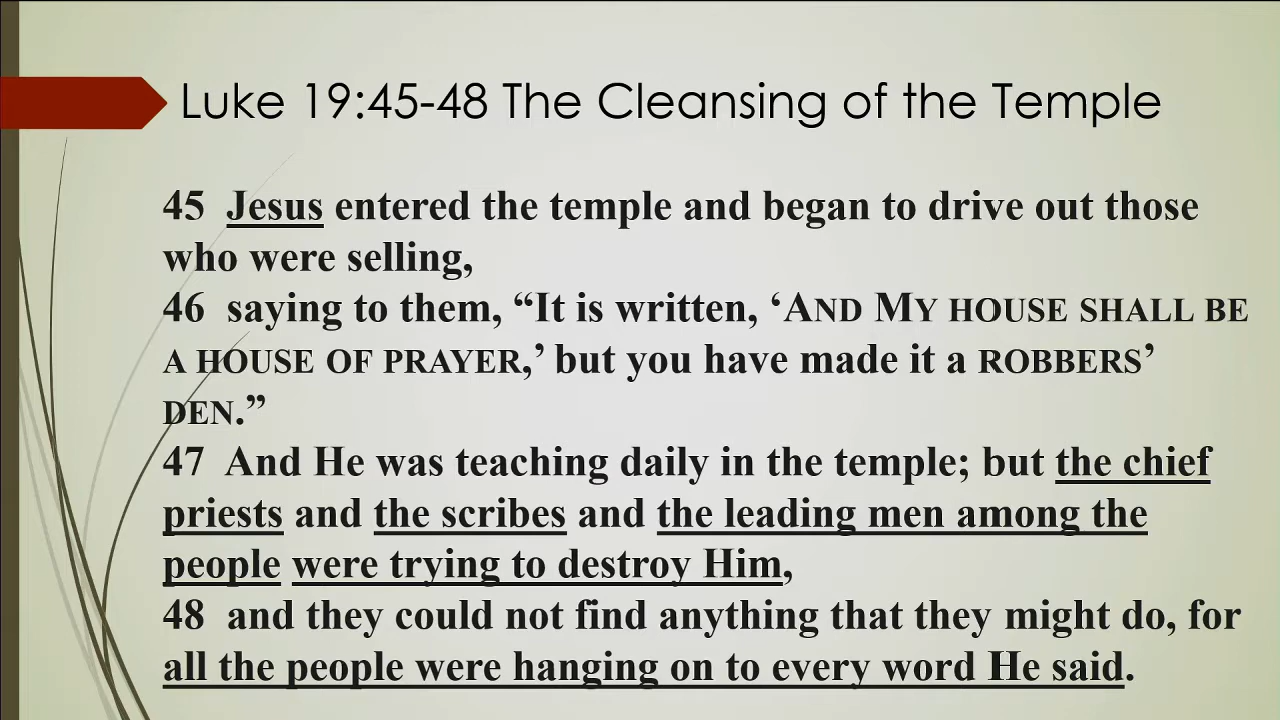 Luke 19:45-48 The Cleansing of the Temple
45 Jesus entered the temple and began to drive out those
who were selling,
46 saying to them, “It is written, ‘AND MY HOUSE SHALL BE
A HOUSE OF PRAYER,’ but you have made it a ROBBERS’
DEN.”
47 And He was teaching daily in the temple; but the chief
priests and the scribes and the leading men among the
people were trying to destroy Him,
48 and they could not find anything that they might do, for
all the people were hanging on to every word He said.